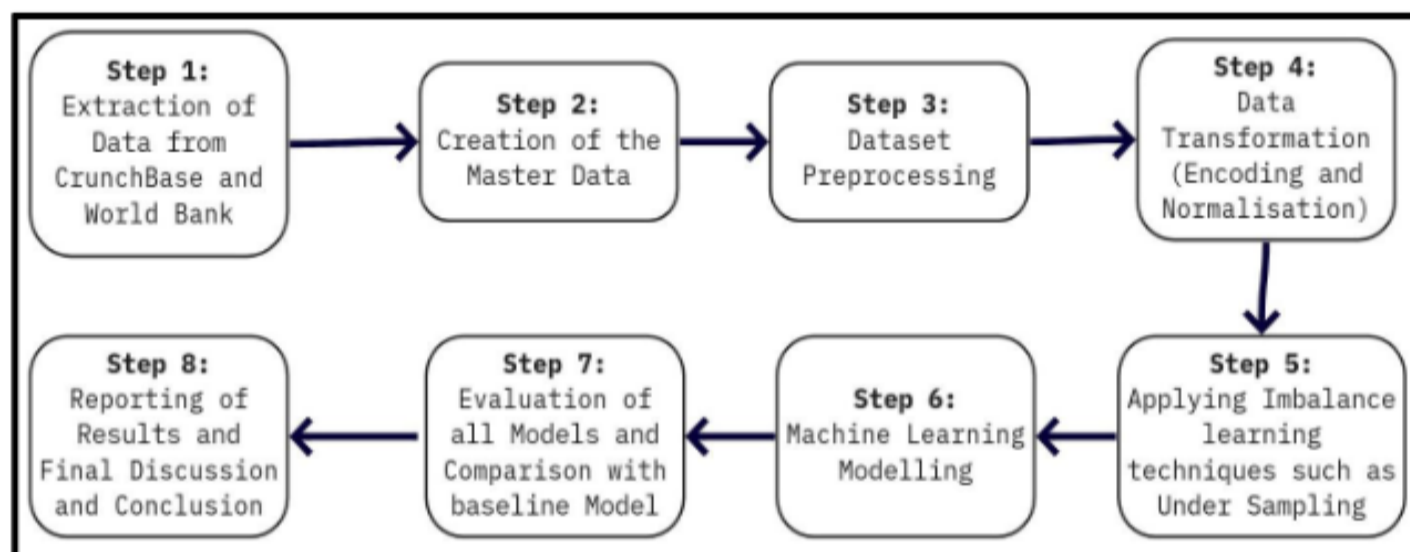 Step 1:
Extraction of
Data from
CrunchBase and
World Bank
Step 2:
Creation of the
Master Data
Step 3:
Dataset
Preprocessing
Step 4:
Data
Transformation
(Encoding and
Normalisation)
Step 5:
Applying Imbalance
learning
techniques such as
Under Sampling
Step 6:
Machine Learning
Modelling
Step 7:
Evaluation of
all Models and
Comparison with
baseline Model
Step 8:
Reporting of
Results and
Final Discussion
and Conclusion